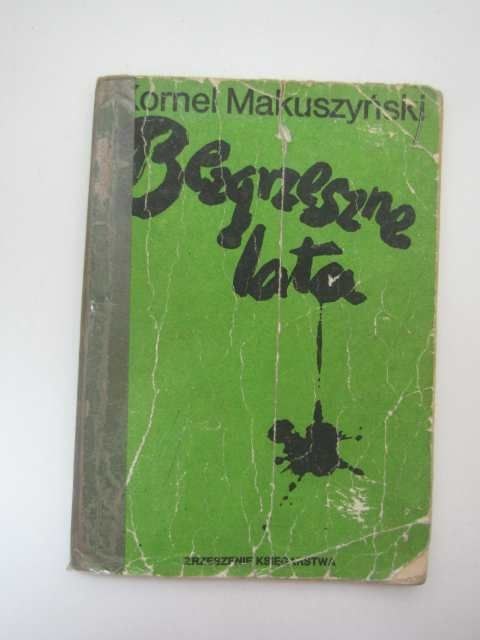 Kornel Makuszyński
Bezgrzeszne
lata
ZRZESZENIE KSIĘGARSTWA